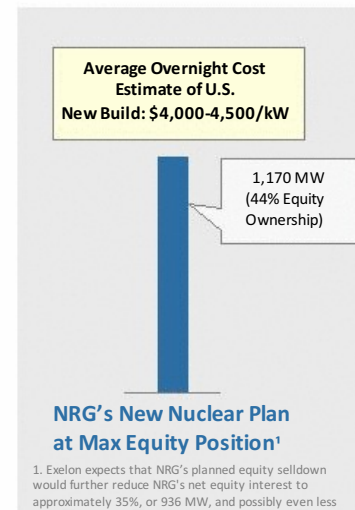 Average Overnight Cost
Estimate of U.S.
New Build: $4,000-4,500/kW
1,170 MW
(44% Equity
Ownership)
NRG's New Nuclear Plan
at Max Equity Position¹
1. Exelon expects that NRG's planned equity selldown
would further reduce NRG's net equity interest to
approximately 35%, or 936 MW, and possibly even less